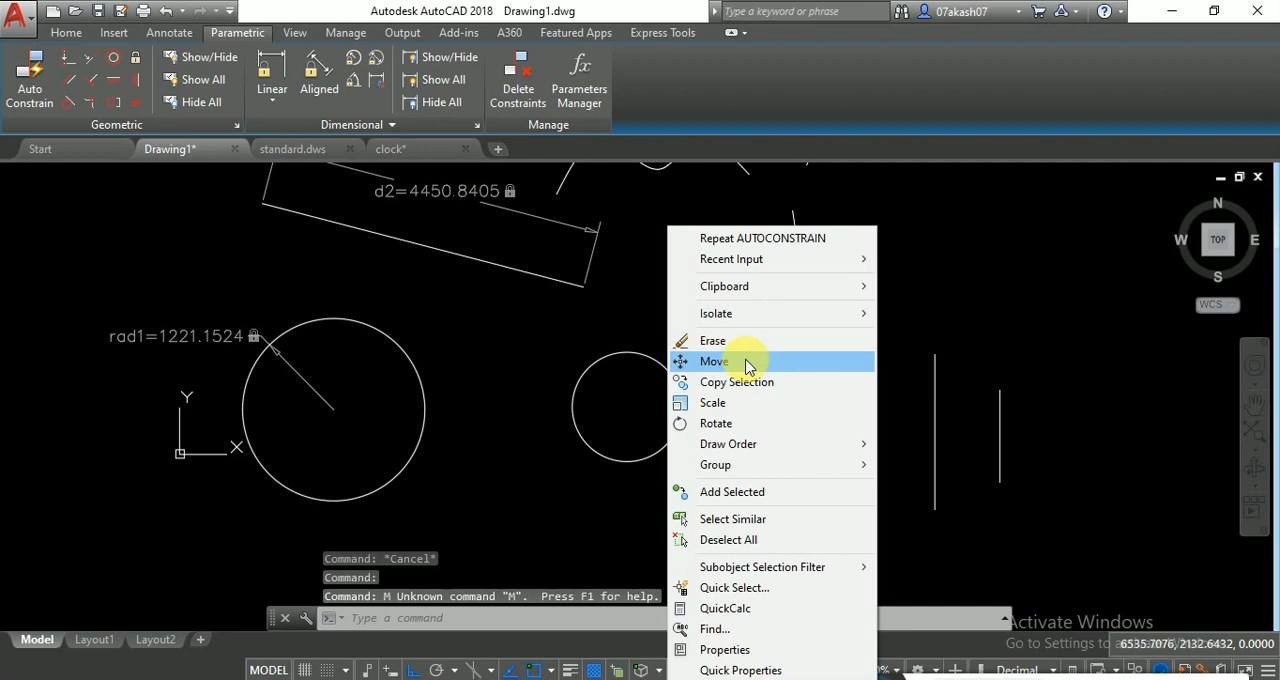 Autodesk AutoCAD 2018 Drawing1.dwg
Type a keyword or phrase
07akash07
Home Insert Annotate Parametric View Manage Output Add-ins A360 Featured Apps Express Tools
Auto
Constrain
Show/Hide
Show All
Hide All
Geometric
Linear
Aligned
Show/Hide
Show All
Hide All
Dimensional
Delete
Constraints
fx
Parameters
Manager
Manage
Start Drawing1* standard.dws clock*
d2=4450.8405
rad1=1221.1524
Y
X
N
W TOP E
S
WCS
Repeat AUTOCONSTRAIN
Recent Input
Clipboard
Isolate
Erase
Move
Copy Selection
Scale
Rotate
Draw Order
Group
Add Selected
Select Similar
Deselect All
Subobject Selection Filter
Quick Select...
QuickCalc
Find...
Properties
Quick Properties
Command: *Cancel*
Command:
Command: M Unknown command "M". Press F1 for help.
Type a command
Activate Windows
Go to Settings to
6535.7076, 2132.6432, 0.0000
Model Layout1 Layout2
MODEL
Decimal